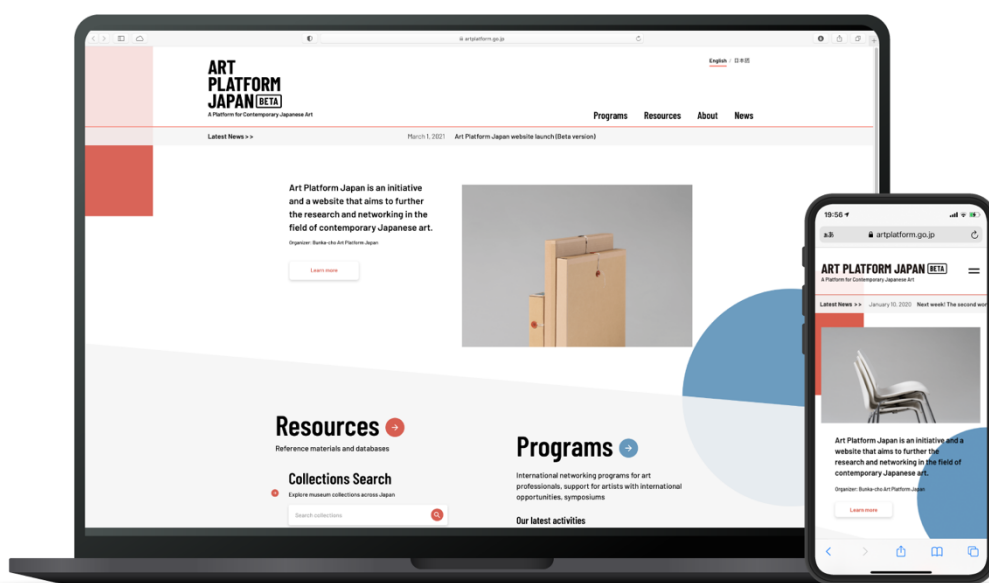 artplatform.go.jp
ART
PLATFORM
JAPAN BETA
A Platform for Contemporary Japanese Art
English / 日本語
Programs Resources About News
Latest News >> March 1, 2021 Art Platform Japan website launch (Beta version)
Art Platform Japan is an initiative
and a website that aims to further
the research and networking in the
field of contemporary Japanese art.
Organizer: Bunka-cho Art Platform Japan
Learn more
Resources
Reference materials and databases
Collections Search
Explore museum collections across Japan
Search collections
Programs
International networking programs for art
professionals, support for artists with international
opportunities, symposiums
Our latest activities
19:56
ああ artplatform.go.jp
ART PLATFORM JAPAN BETA
A Platform for Contemporary Japanese Art
Latest News >> January 10, 2020 Next week! The second wor
Art Platform Japan is an initiative and a
website that aims to further the
research and networking in the field of
contemporary Japanese art.
Organizer: Bunka-cho Art Platform Japan
Learn more